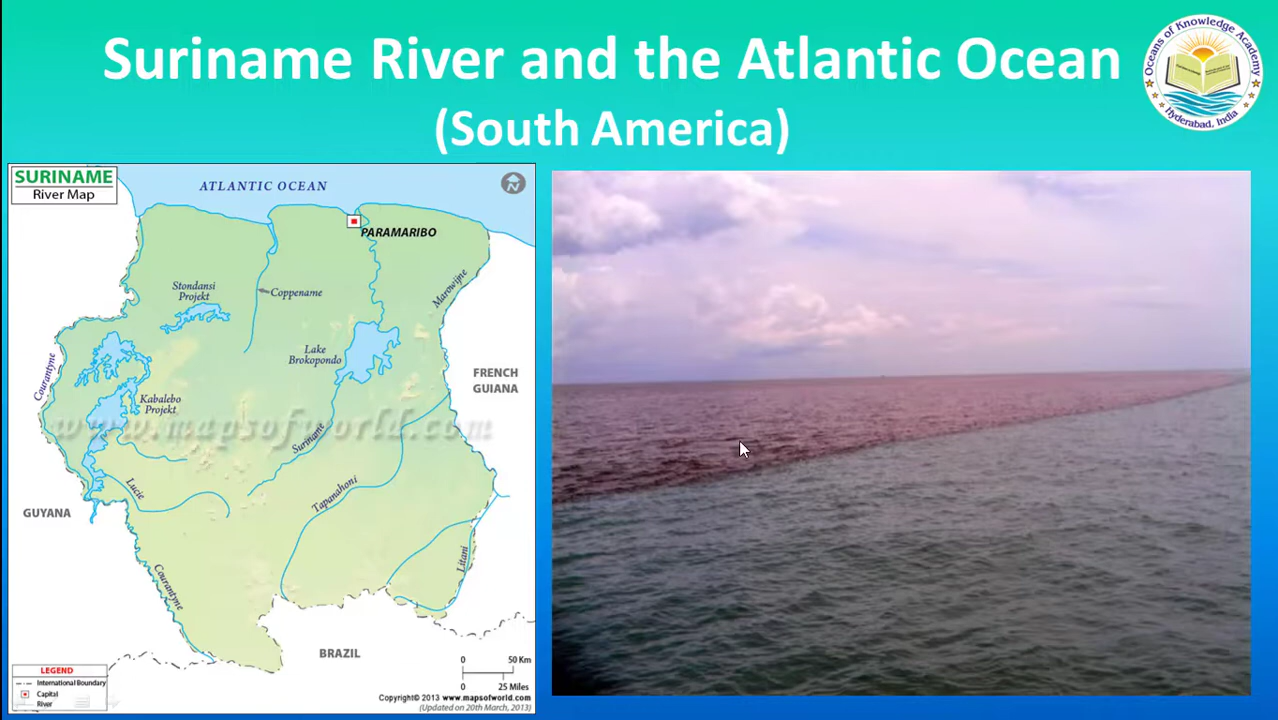 Suriname River and the Atlantic Ocean
(South America)
Oceans of Knowledge Academy
Hyderabad, India
SURINAME
River Map
ATLANTIC OCEAN
N
PARAMARIBO
Stondansi
Projekt
Coppename
Marowijne
Lake
Brokopondo
Courantyne
FRENCH
GUIANA
Kabalebo
Projekt
www.mapsofworld.com
Suriname
Lucie
Tapanahoni
GUYANA
Litani
Courantyne
BRAZIL
0 50 Km
0 25 Miles
LEGEND
International Boundary
Capital
River
Copyright© 2013 www.mapsofworld.com
(Updated on 20th March, 2013)